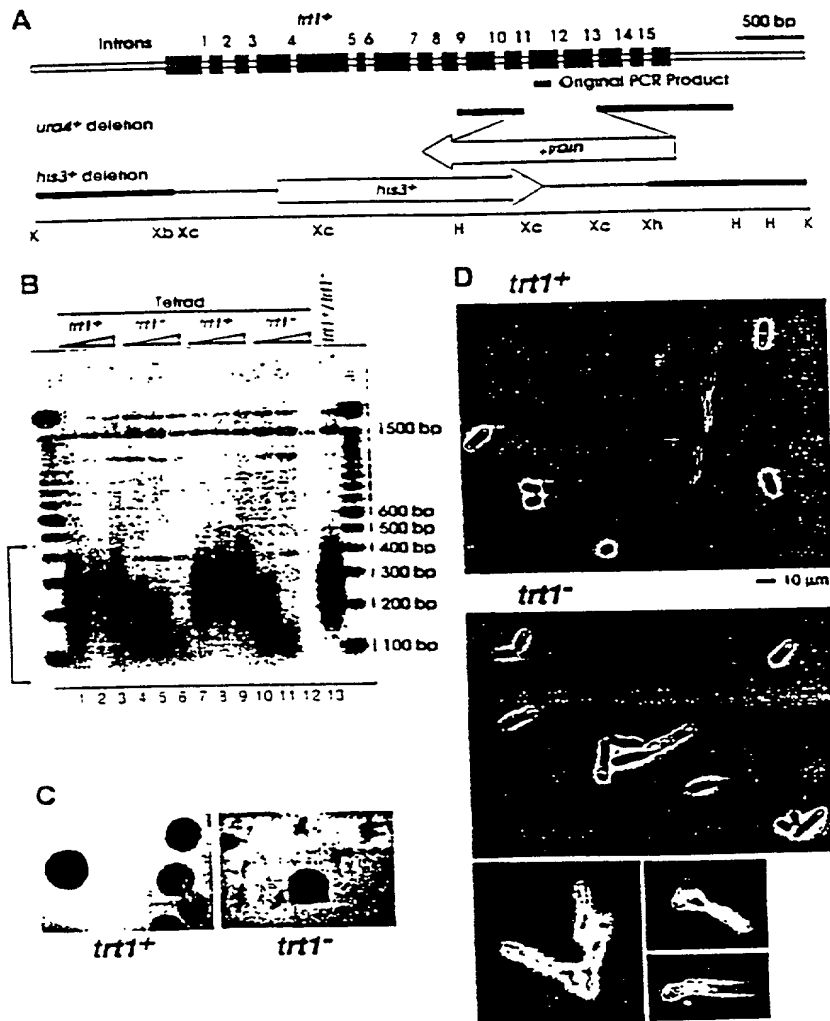 A
trt1+
Introns 1 2 3 4 5 6 7 8 9 10 11 12 13 14 15
500 bp
Original PCR Product
ura4+ deletion
ura4+
his3+ deletion
his3+
K Xb Xc Xc H Xc Xc Xh H H K
B
Tetrad
trt1+ trt1- trt1+ trt1- trt1+/trt1+
1500 bp
600 bp
500 bp
400 bp
300 bp
200 bp
100 bp
1 2 3 4 5 6 7 8 9 10 11 12 13
C
trt1+ trt1-
D
trt1+
10 µm
trt1-